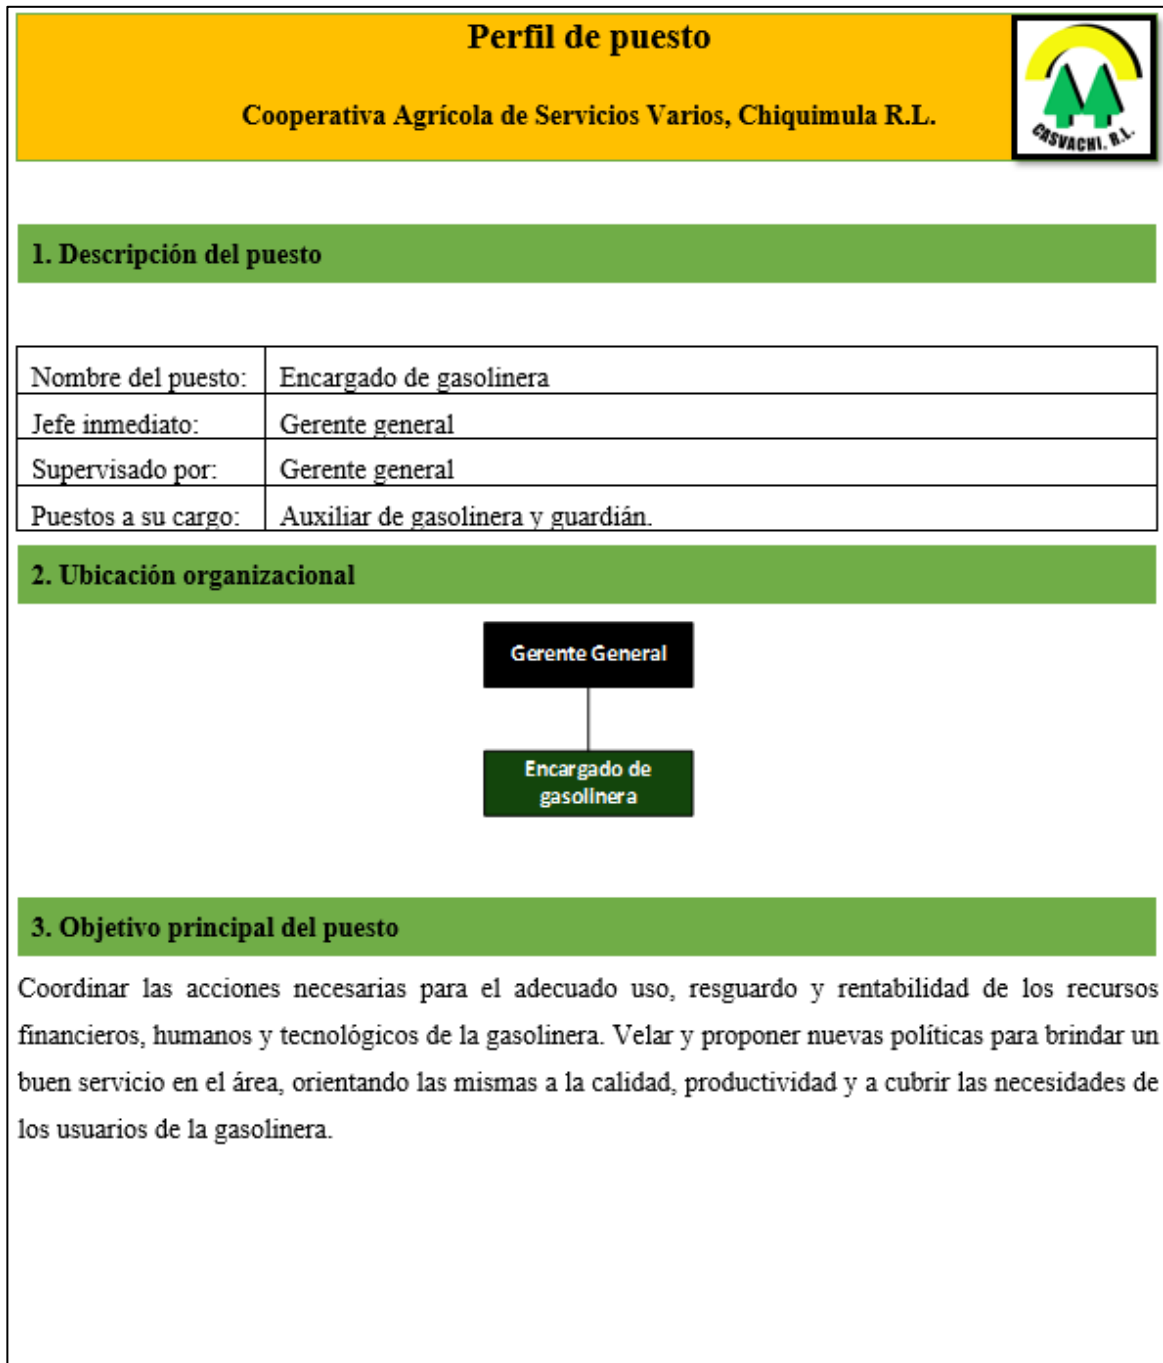 Perfil de puesto
Cooperativa Agrícola de Servicios Varios, Chiquimula R.L.
CASVACHI. R.L.
1. Descripción del puesto
Nombre del puesto: Encargado de gasolinera
Jefe inmediato: Gerente general
Supervisado por: Gerente general
Puestos a su cargo: Auxiliar de gasolinera y guardián.
2. Ubicación organizacional
Gerente General
Encargado de
gasolinera
3. Objetivo principal del puesto
Coordinar las acciones necesarias para el adecuado uso, resguardo y rentabilidad de los recursos
financieros, humanos y tecnológicos de la gasolinera. Velar y proponer nuevas políticas para brindar un
buen servicio en el área, orientando las mismas a la calidad, productividad y a cubrir las necesidades de
los usuarios de la gasolinera.